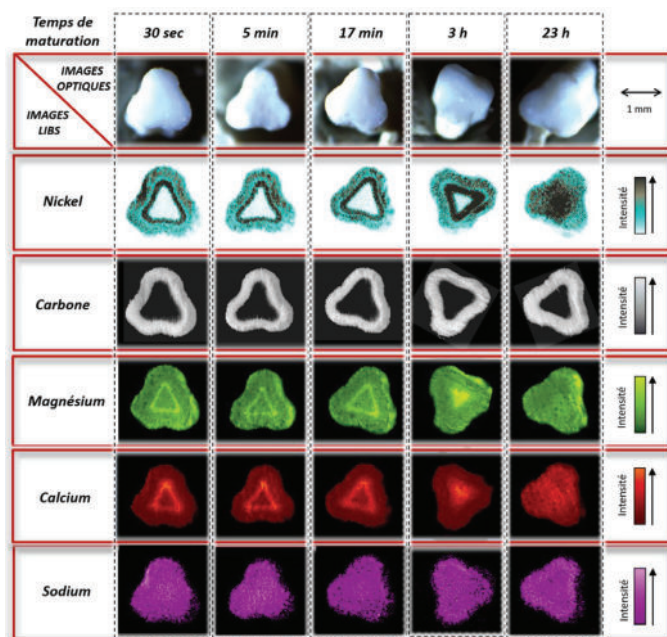 Temps de
maturation
30 sec
5 min
17 min
3 h
23 h
IMAGES
OPTIQUES
IMAGES
LIBS
1 mm
Nickel
Intensité
Carbone
Intensité
Magnésium
Intensité
Calcium
Intensité
Sodium
Intensité